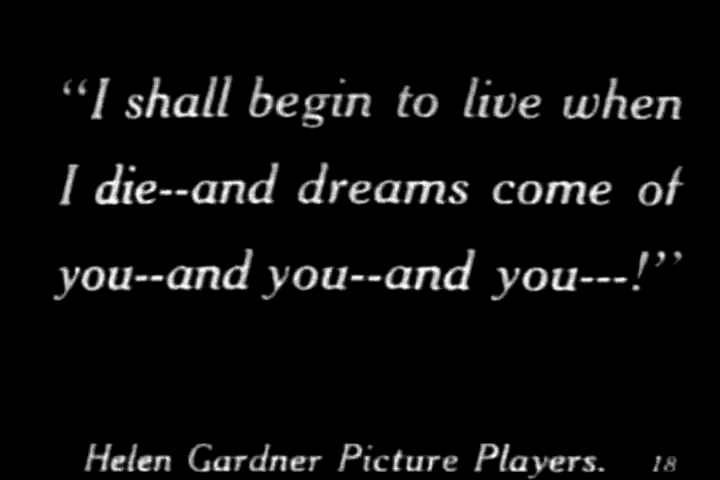 “I shall begin to live when
I die--and dreams come of
you--and you--and you---!”
Helen Gardner Picture Players. 18